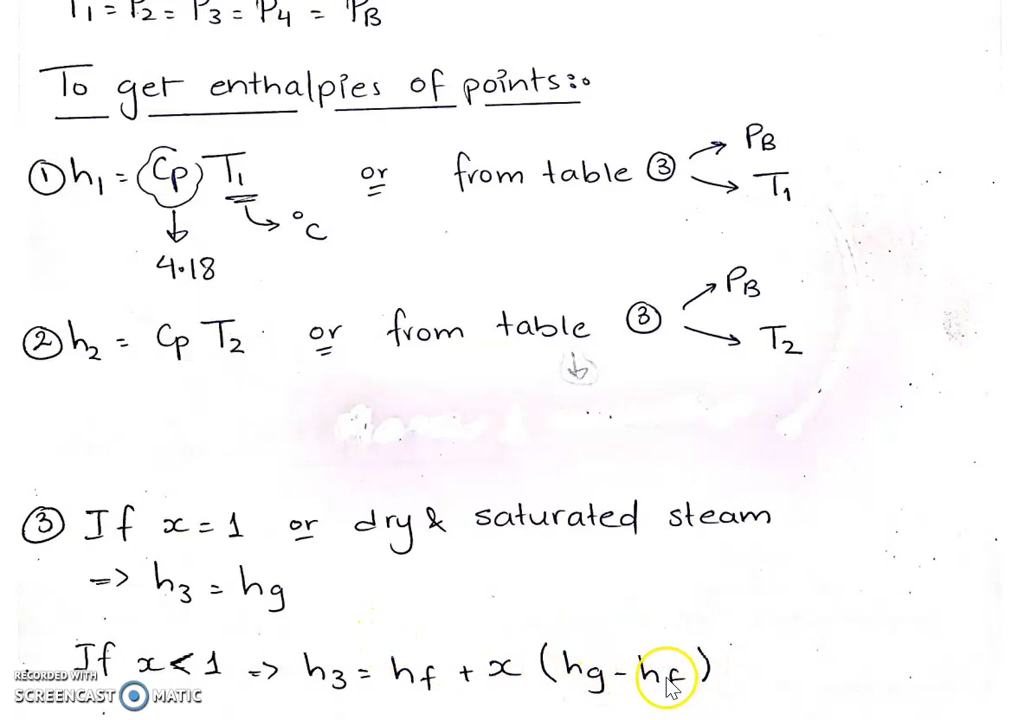 P1 = P2 = P3 = P4 = PB
To get enthalpies of points:-
① h1 = Cp T1 or from table ③ → PB
→ T1
↓ → °C
4.18
② h2 = Cp T2 or from table ③ → PB
→ T2
↓
③ If x = 1 or dry & saturated steam
=> h3 = hg
If x < 1 => h3 = hf + x (hg - hf)
RECORDED WITH
SCREENCAST MATIC